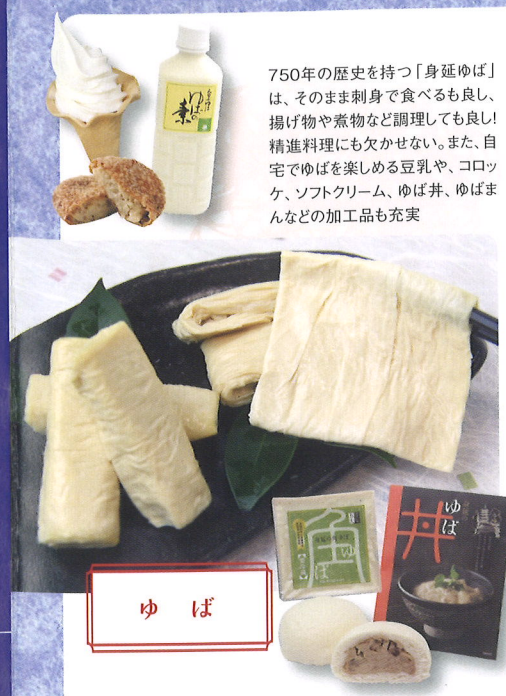 750年の歴史を持つ「身延ゆば」
は、そのまま刺身で食べるも良し、
揚げ物や煮物など調理しても良し!
精進料理にも欠かせない。また、自
宅でゆばを楽しめる豆乳や、コロッ
ケ、ソフトクリーム、ゆば丼、ゆばま
んなどの加工品も充実
ゆばの素
角ゆば
ゆば丼
ゆば